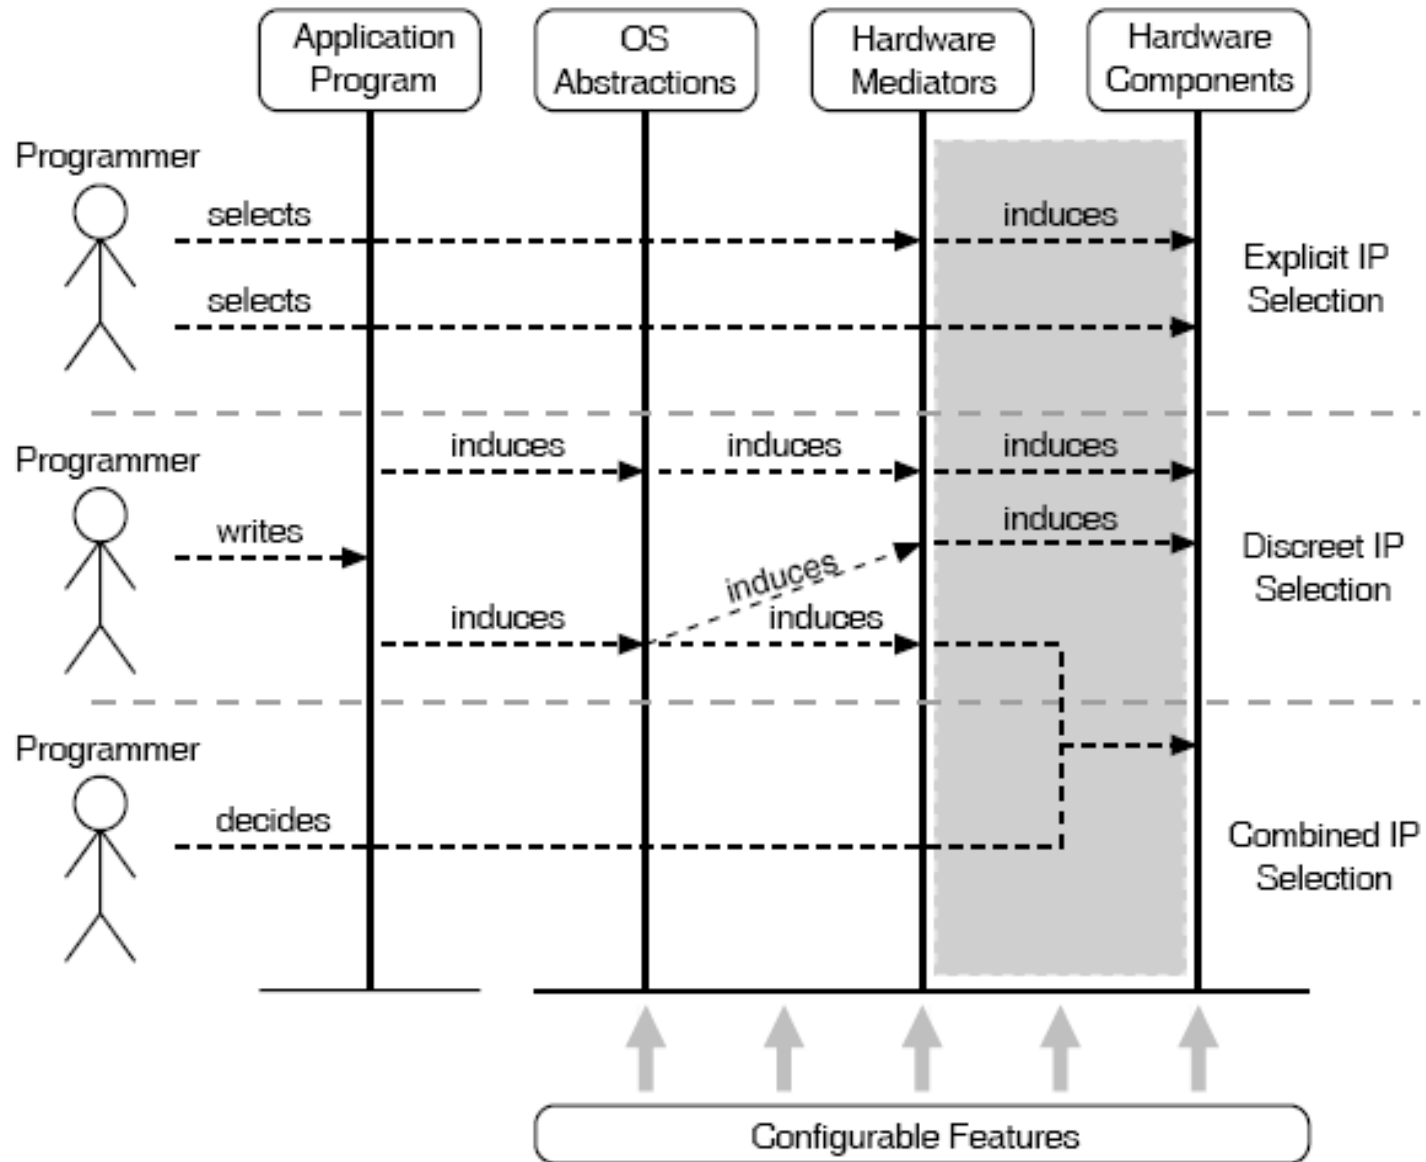 Application
Program
OS
Abstractions
Hardware
Mediators
Hardware
Components
Programmer
selects
induces
selects
Explicit IP
Selection
Programmer
induces
induces
induces
writes
induces
induces
Discreet IP
Selection
induces
induces
Programmer
decides
Combined IP
Selection
Configurable Features